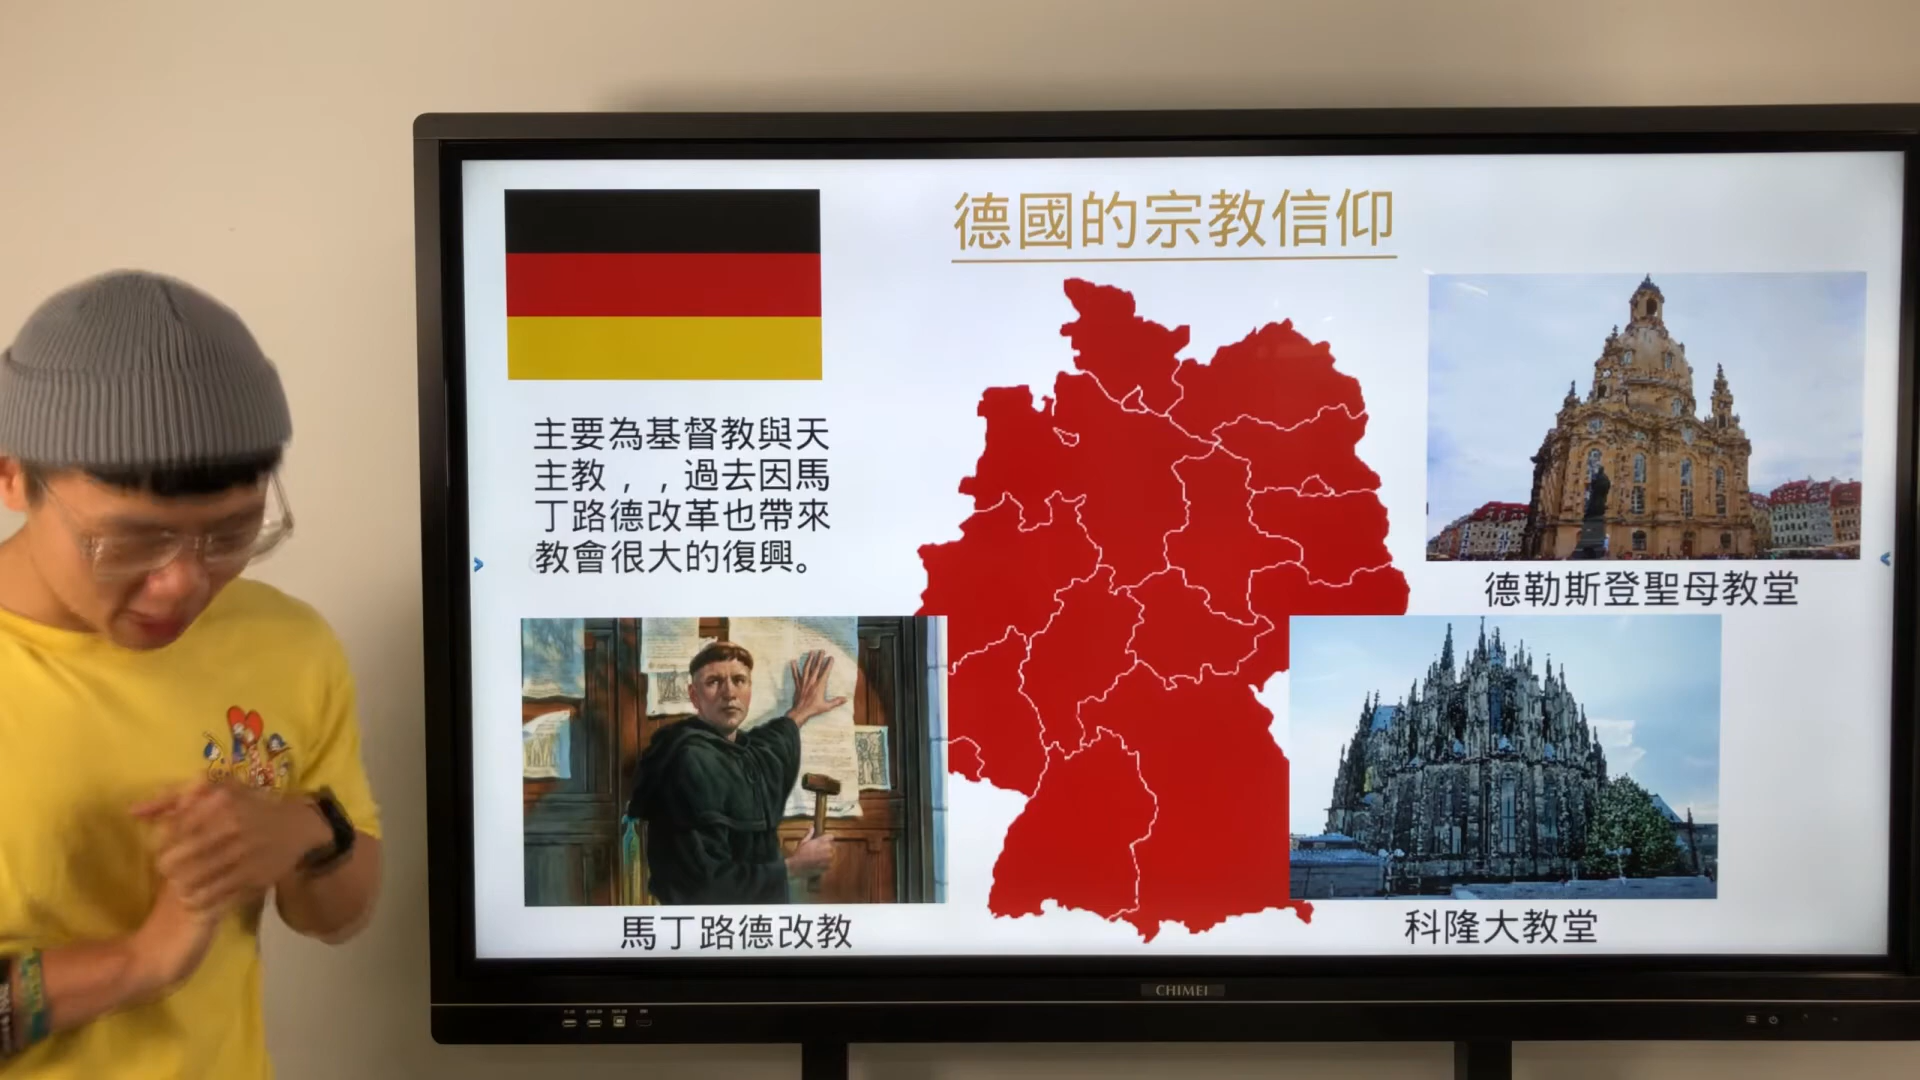 德國的宗教信仰
主要為基督教與天
主教，，過去因馬
丁路德改革也帶來
教會很大的復興。
德勒斯登聖母教堂
馬丁路德改教
科隆大教堂
CHIMEI